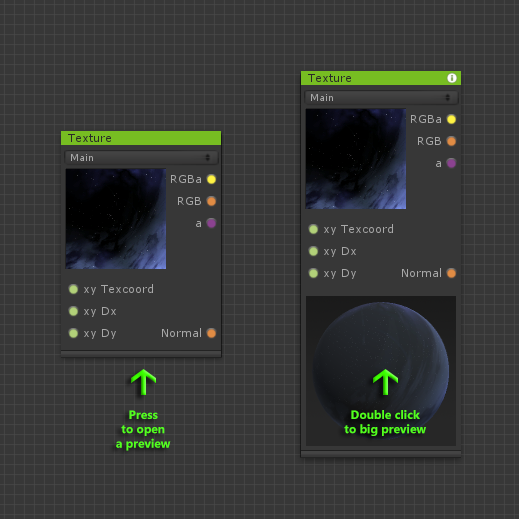 Texture
Main
RGBa
RGB
a
xy Texcoord
xy Dx
xy Dy Normal
Press
to open
a preview
Texture
Main
RGBa
RGB
a
xy Texcoord
xy Dx
xy Dy Normal
Double click
to big preview